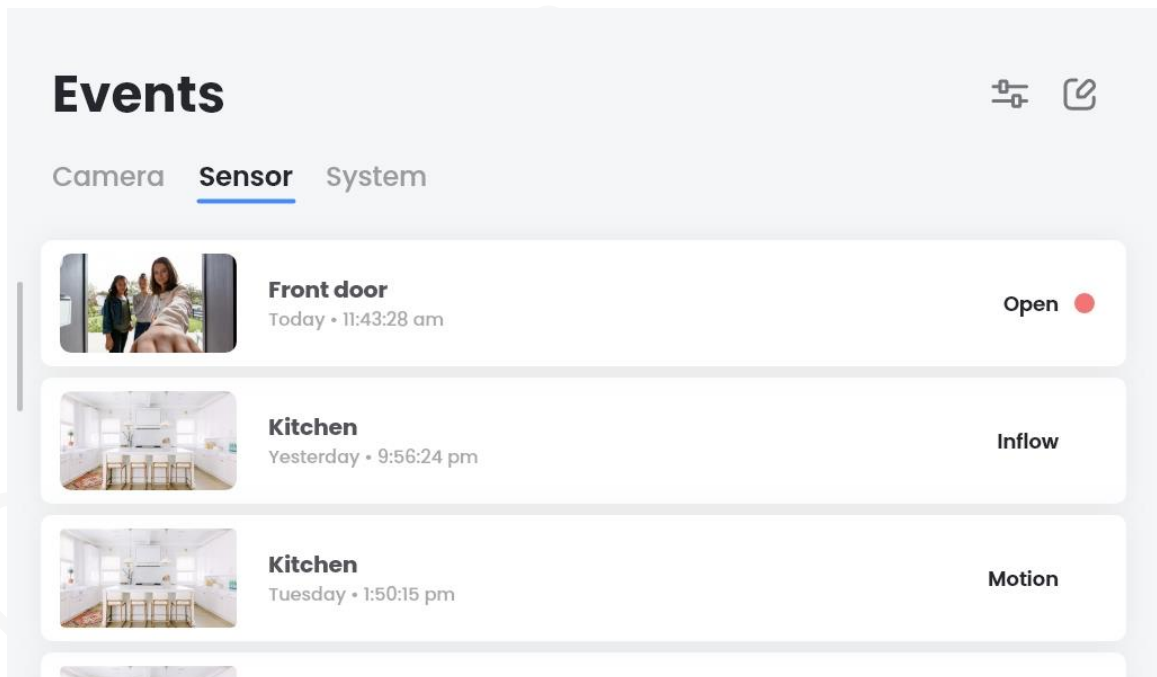 Events
Camera Sensor System
Front door
Today • 11:43:28 am
Open
Kitchen
Yesterday • 9:56:24 pm
Inflow
Kitchen
Tuesday • 1:50:15 pm
Motion